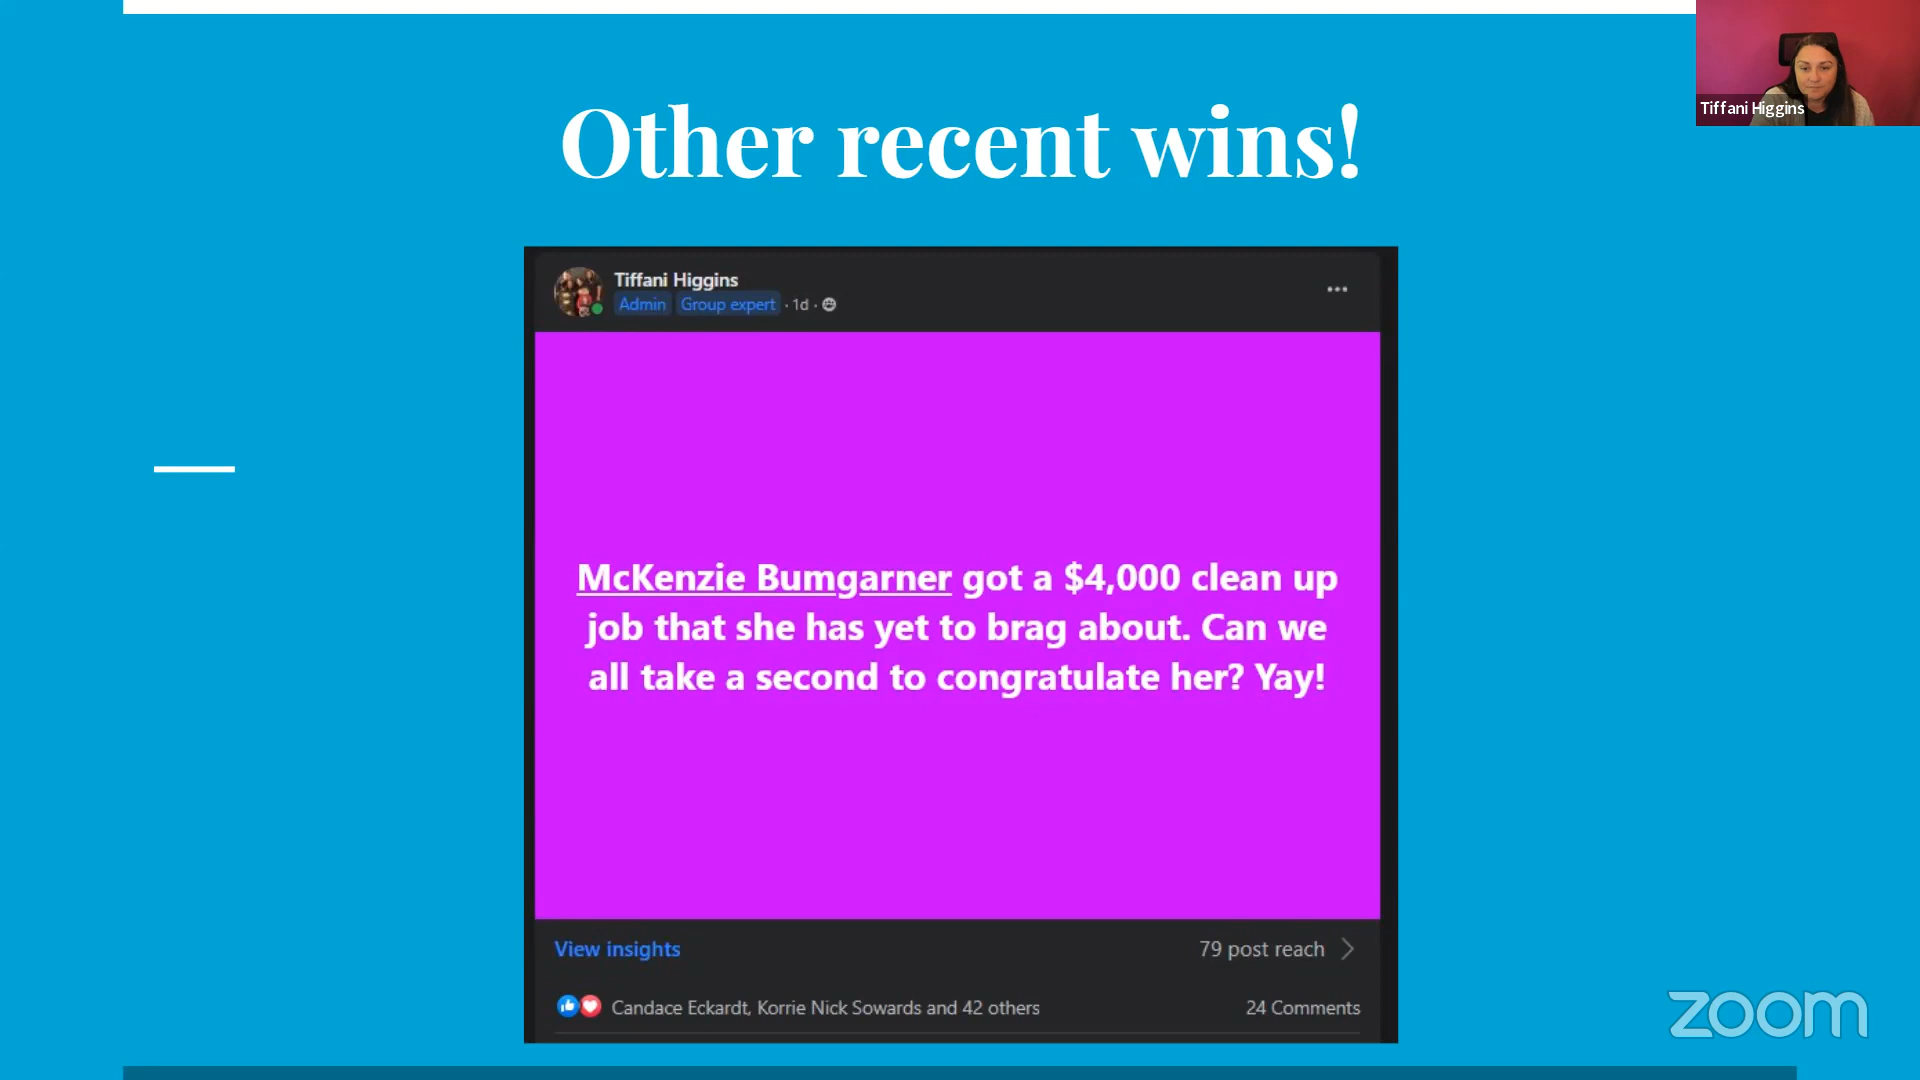 Other recent wins!
Tiffani Higgins
Tiffani Higgins
Admin Group expert · 1d ·
McKenzie Bumgarner got a $4,000 clean up
job that she has yet to brag about. Can we
all take a second to congratulate her? Yay!
View insights
79 post reach
Candace Eckardt, Korrie Nick Sowards and 42 others
24 Comments
zoom